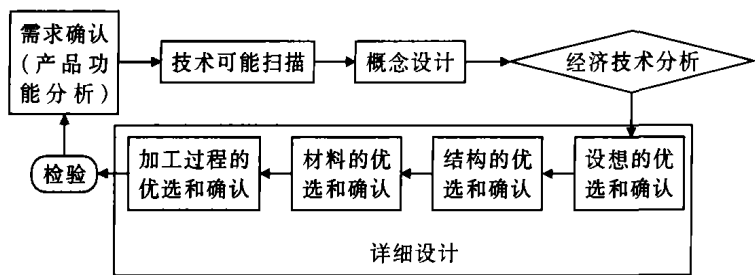 需求确认
(产品功
能分析)
技术可能扫描
概念设计
经济技术分析
检验
加工过程的
优选和确认
材料的优
选和确认
结构的优
选和确认
设想的优
选和确认
详细设计